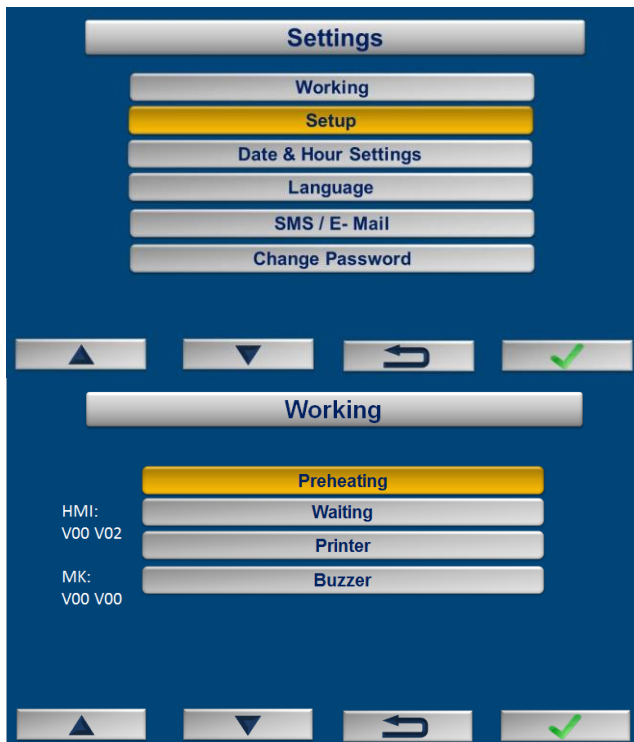 Settings
Working
Setup
Date & Hour Settings
Language
SMS / E- Mail
Change Password
Working
Preheating
HMI:
V00 V02
Waiting
Printer
MK:
V00 V00
Buzzer